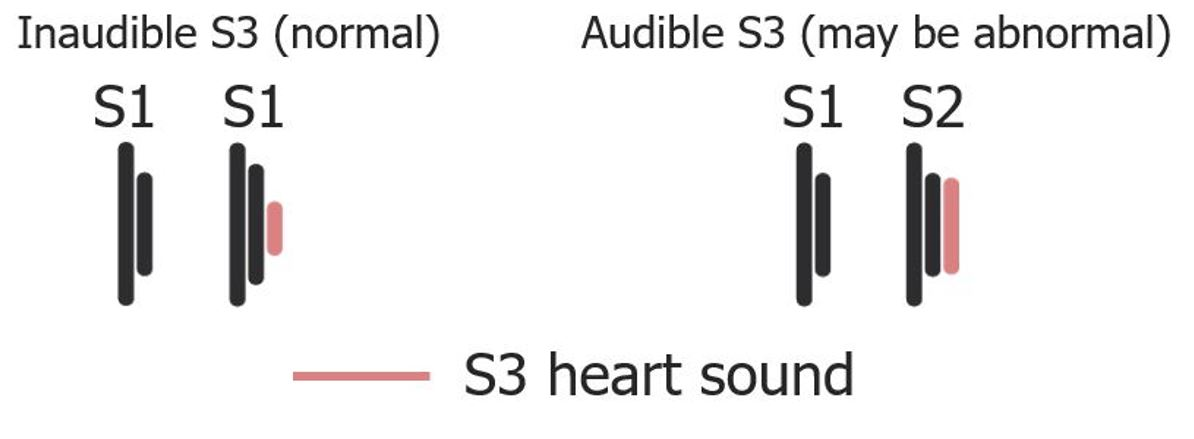 Inaudible S3 (normal)
Audible S3 (may be abnormal)
S1 S1
S1 S2
S3 heart sound